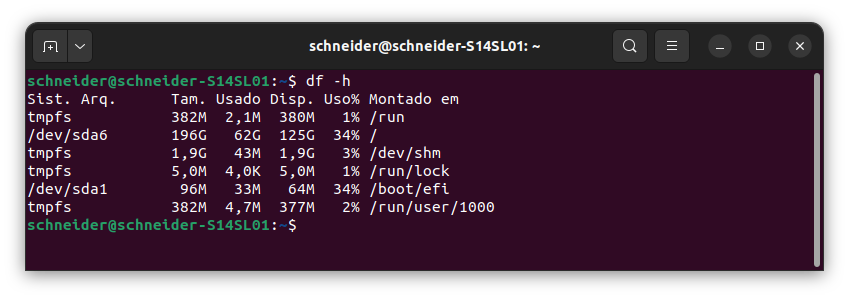 schneider@schneider-S14SL01: ~
schneider@schneider-S14SL01:~$ df -h
Sist. Arq.      Tam. Usado Disp. Uso% Montado em
tmpfs           382M  2,1M  380M   1% /run
/dev/sda6       196G   62G  125G  34% /
tmpfs           1,9G   43M  1,9G   3% /dev/shm
tmpfs           5,0M  4,0K  5,0M   1% /run/lock
/dev/sda1        96M   33M   64M  34% /boot/efi
tmpfs           382M  4,7M  377M   2% /run/user/1000
schneider@schneider-S14SL01:~$